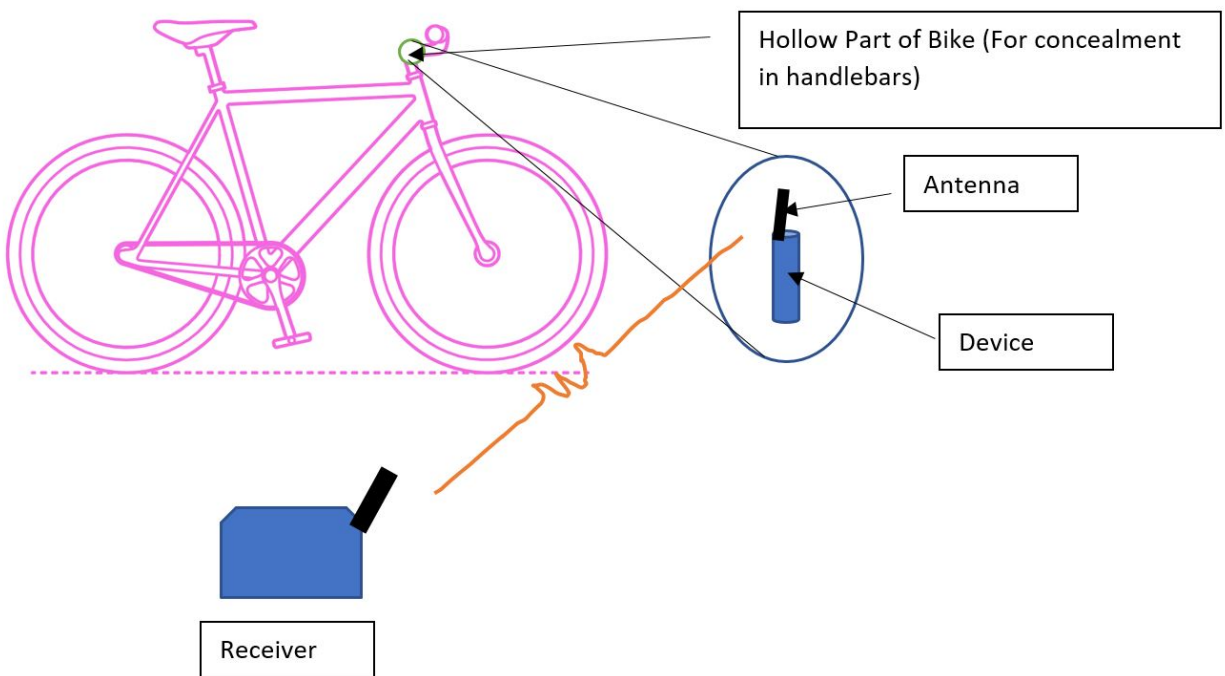 Hollow Part of Bike (For concealment
in handlebars)
Antenna
Device
Receiver